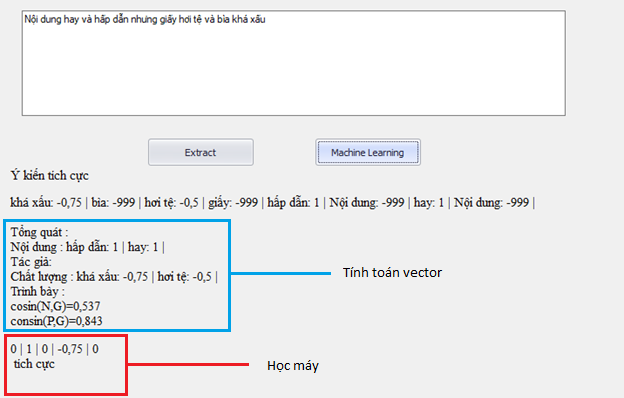 Nội dung hay và hấp dẫn nhưng giấy hơi tệ và bìa khá xấu
Extract
Machine Learning
Ý kiến tích cực
khá xấu: -0,75 | bìa: -999 | hơi tệ: -0,5 | giấy: -999 | hấp dẫn: 1 | Nội dung: -999 | hay: 1 | Nội dung: -999 |
Tổng quát :
Nội dung : hấp dẫn: 1 | hay: 1 |
Tác giả:
Chất lượng : khá xấu: -0,75 | hơi tệ: -0,5 |
Trình bày :
cosin(N,G)=0,537
consin(P,G)=0,843
Tính toán vector
0 | 1 | 0 | -0,75 | 0
tích cực
Học máy